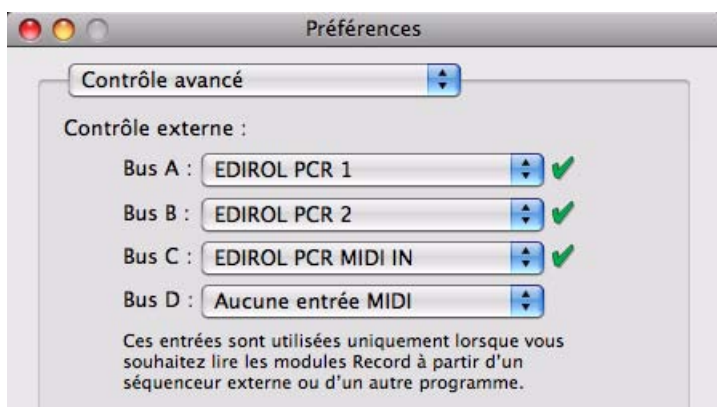 Préférences
Contrôle avancé
Contrôle externe :
Bus A : EDIROL PCR 1
Bus B : EDIROL PCR 2
Bus C : EDIROL PCR MIDI IN
Bus D : Aucune entrée MIDI
Ces entrées sont utilisées uniquement lorsque vous
souhaitez lire les modules Record à partir d'un
séquenceur externe ou d'un autre programme.